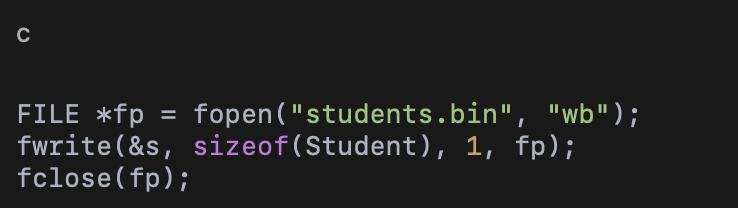 c
FILE *fp = fopen("students.bin", "wb");
fwrite(&s, sizeof(Student), 1, fp);
fclose(fp);